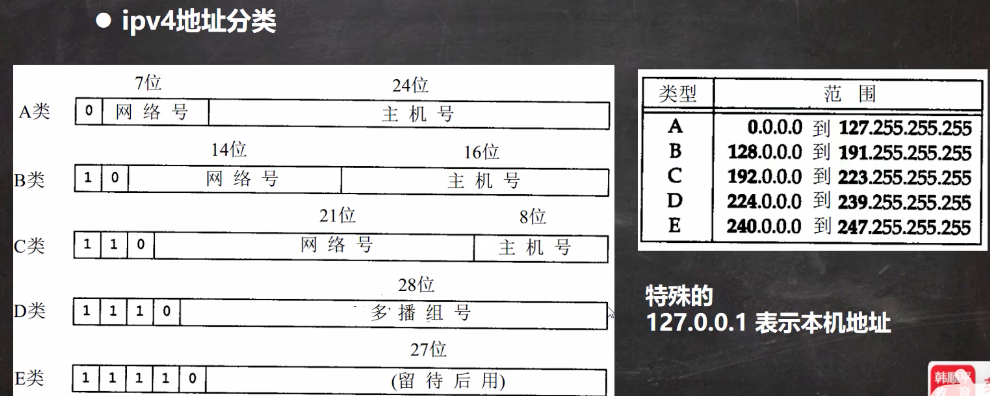 ● ipv4地址分类
7位 24位
A类 0 网络号 主机号
14位 16位
B类 1 0 网络号 主机号
21位 8位
C类 1 1 0 网络号 主机号
28位
D类 1 1 1 0 多播组号
27位
E类 1 1 1 1 0 (留待后用)
类型 范围
A 0.0.0.0 到 127.255.255.255
B 128.0.0.0 到 191.255.255.255
C 192.0.0.0 到 223.255.255.255
D 224.0.0.0 到 239.255.255.255
E 240.0.0.0 到 247.255.255.255
特殊的
127.0.0.1 表示本机地址